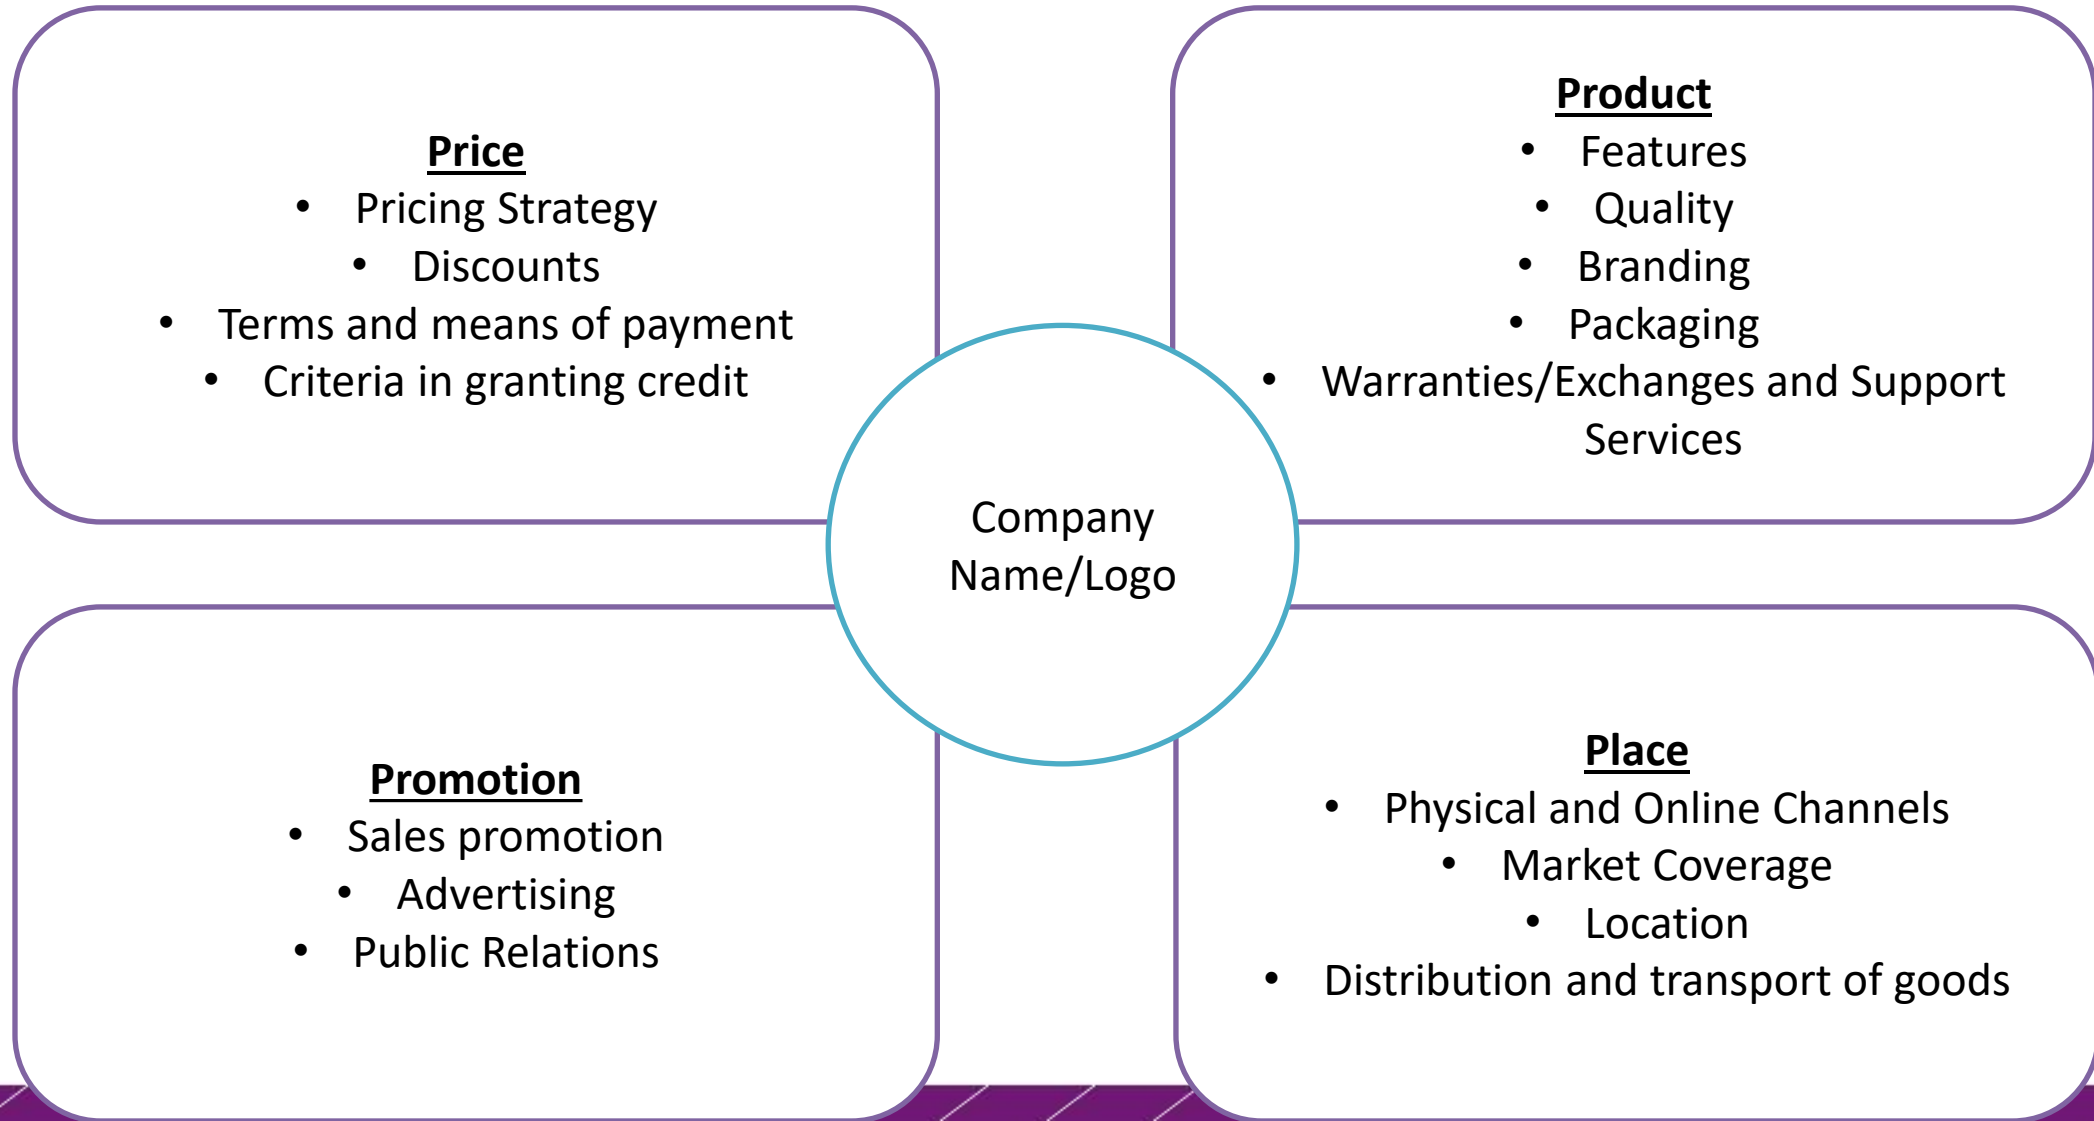 Price
• Pricing Strategy
• Discounts
• Terms and means of payment
• Criteria in granting credit
Product
• Features
• Quality
• Branding
• Packaging
• Warranties/Exchanges and Support
Services
Company
Name/Logo
Promotion
• Sales promotion
• Advertising
• Public Relations
Place
• Physical and Online Channels
• Market Coverage
• Location
• Distribution and transport of goods